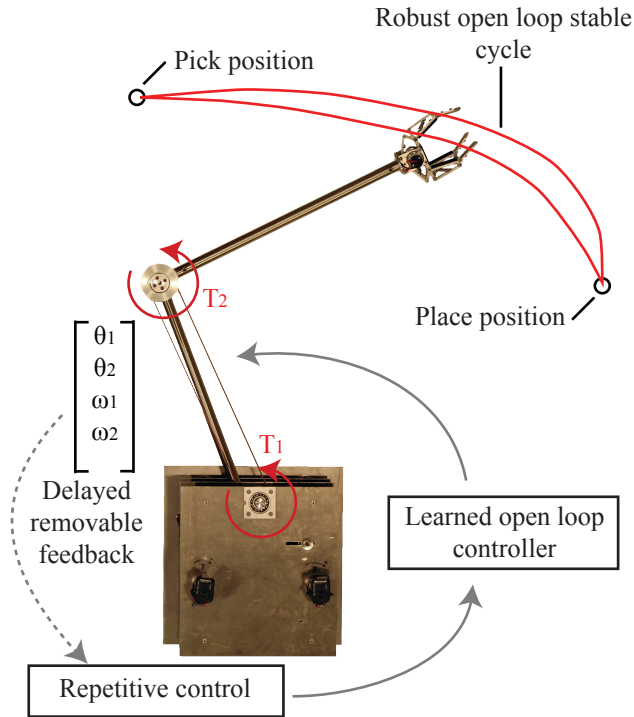 Robust open loop stable
cycle
Pick position
T2
Place position
θ1
θ2
ω1
ω2
T1
Delayed
removable
feedback
Learned open loop
controller
Repetitive control